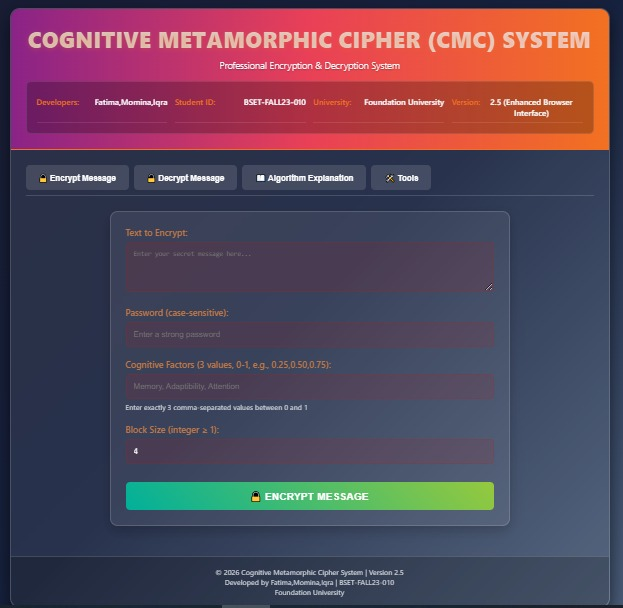 COGNITIVE METAMORPHIC CIPHER (CMC) SYSTEM
Professional Encryption & Decryption System
Developers: Fatima,Momina,Iqra Student ID: BSET-FALL23-010 University: Foundation University Version: 2.5 (Enhanced Browser
Interface)
Encrypt Message Decrypt Message Algorithm Explanation Tools
Text to Encrypt:
Enter your secret message here...
Password (case-sensitive):
Enter a strong password
Cognitive Factors (3 values, 0-1, e.g., 0.25,0.50,0.75):
Memory, Adaptibility, Attention
Enter exactly 3 comma-separated values between 0 and 1
Block Size (integer ≥ 1):
4
ENCRYPT MESSAGE
© 2026 Cognitive Metamorphic Cipher System | Version 2.5
Developed by Fatima,Momina,Iqra | BSET-FALL23-010
Foundation University